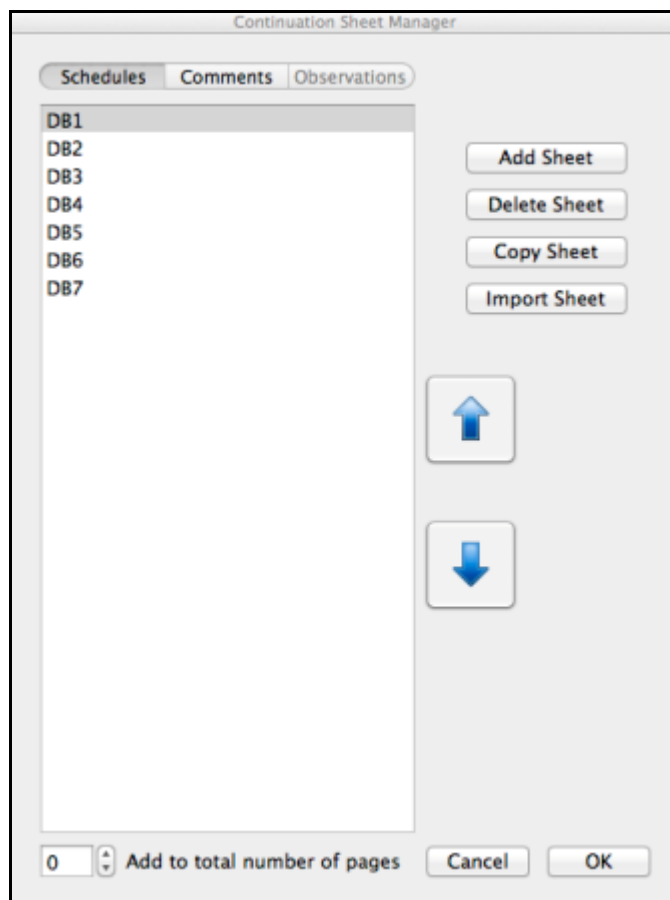 Continuation Sheet Manager
Schedules Comments Observations
DB1
DB2
DB3
DB4
DB5
DB6
DB7
Add Sheet
Delete Sheet
Copy Sheet
Import Sheet
0 Add to total number of pages Cancel OK